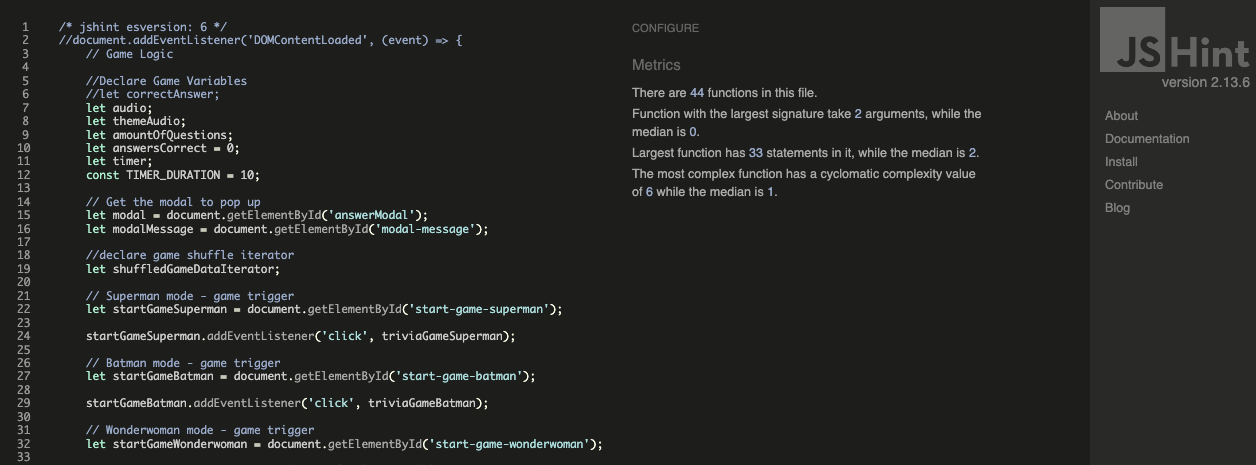 1 /* jshint esversion: 6 */
2 //document.addEventListener('DOMContentLoaded', (event) => {
3 // Game Logic
4
5 //Declare Game Variables
6 //let correctAnswer;
7 let audio;
8 let themeAudio;
9 let amountOfQuestions;
10 let answersCorrect = 0;
11 let timer;
12 const TIMER_DURATION = 10;
13
14 // Get the modal to pop up
15 let modal = document.getElementById('answerModal');
16 let modalMessage = document.getElementById('modal-message');
17
18 //declare game shuffle iterator
19 let shuffledGameDataIterator;
20
21 // Superman mode - game trigger
22 let startGameSuperman = document.getElementById('start-game-superman');
23
24 startGameSuperman.addEventListener('click', triviaGameSuperman);
25
26 // Batman mode - game trigger
27 let startGameBatman = document.getElementById('start-game-batman');
28
29 startGameBatman.addEventListener('click', triviaGameBatman);
30
31 // Wonderwoman mode - game trigger
32 let startGameWonderwoman = document.getElementById('start-game-wonderwoman');
33
CONFIGURE
Metrics
There are 44 functions in this file.
Function with the largest signature take 2 arguments, while the
median is 0.
Largest function has 33 statements in it, while the median is 2.
The most complex function has a cyclomatic complexity value
of 6 while the median is 1.
JSHint
version 2.13.6
About
Documentation
Install
Contribute
Blog